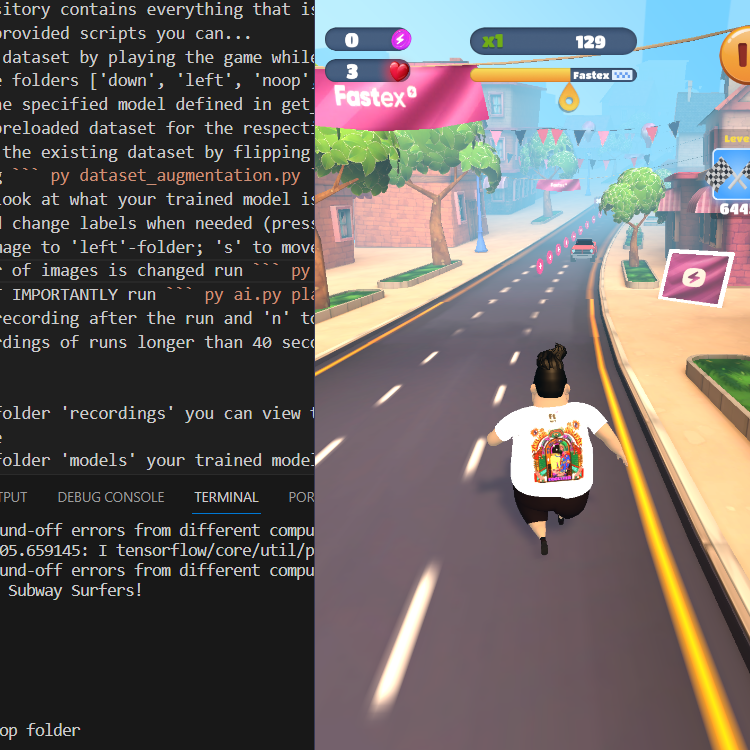 sitory contains everything that is
provided scripts you can...
dataset by playing the game while
e folders ['down', 'left', 'noop',
he specified model defined in get_
preloaded dataset for the respecti
the existing dataset by flipping
g ``` py dataset_augmentation.py
look at what your trained model is
d change labels when needed (press
mage to 'left'-folder; 's' to move
r of images is changed run ``` py
T IMPORTANTLY run ``` py ai.py pla
recording after the run and 'n' to
rdings of runs longer than 40 seco
folder 'recordings' you can view t
e
folder 'models' your trained model
TPUT DEBUG CONSOLE TERMINAL POR
und-off errors from different compu
05.659145: I tensorflow/core/util/p
und-off errors from different compu
Subway Surfers!
op folder
0
x1 129
3
Fastex
Fastex
Leve
644